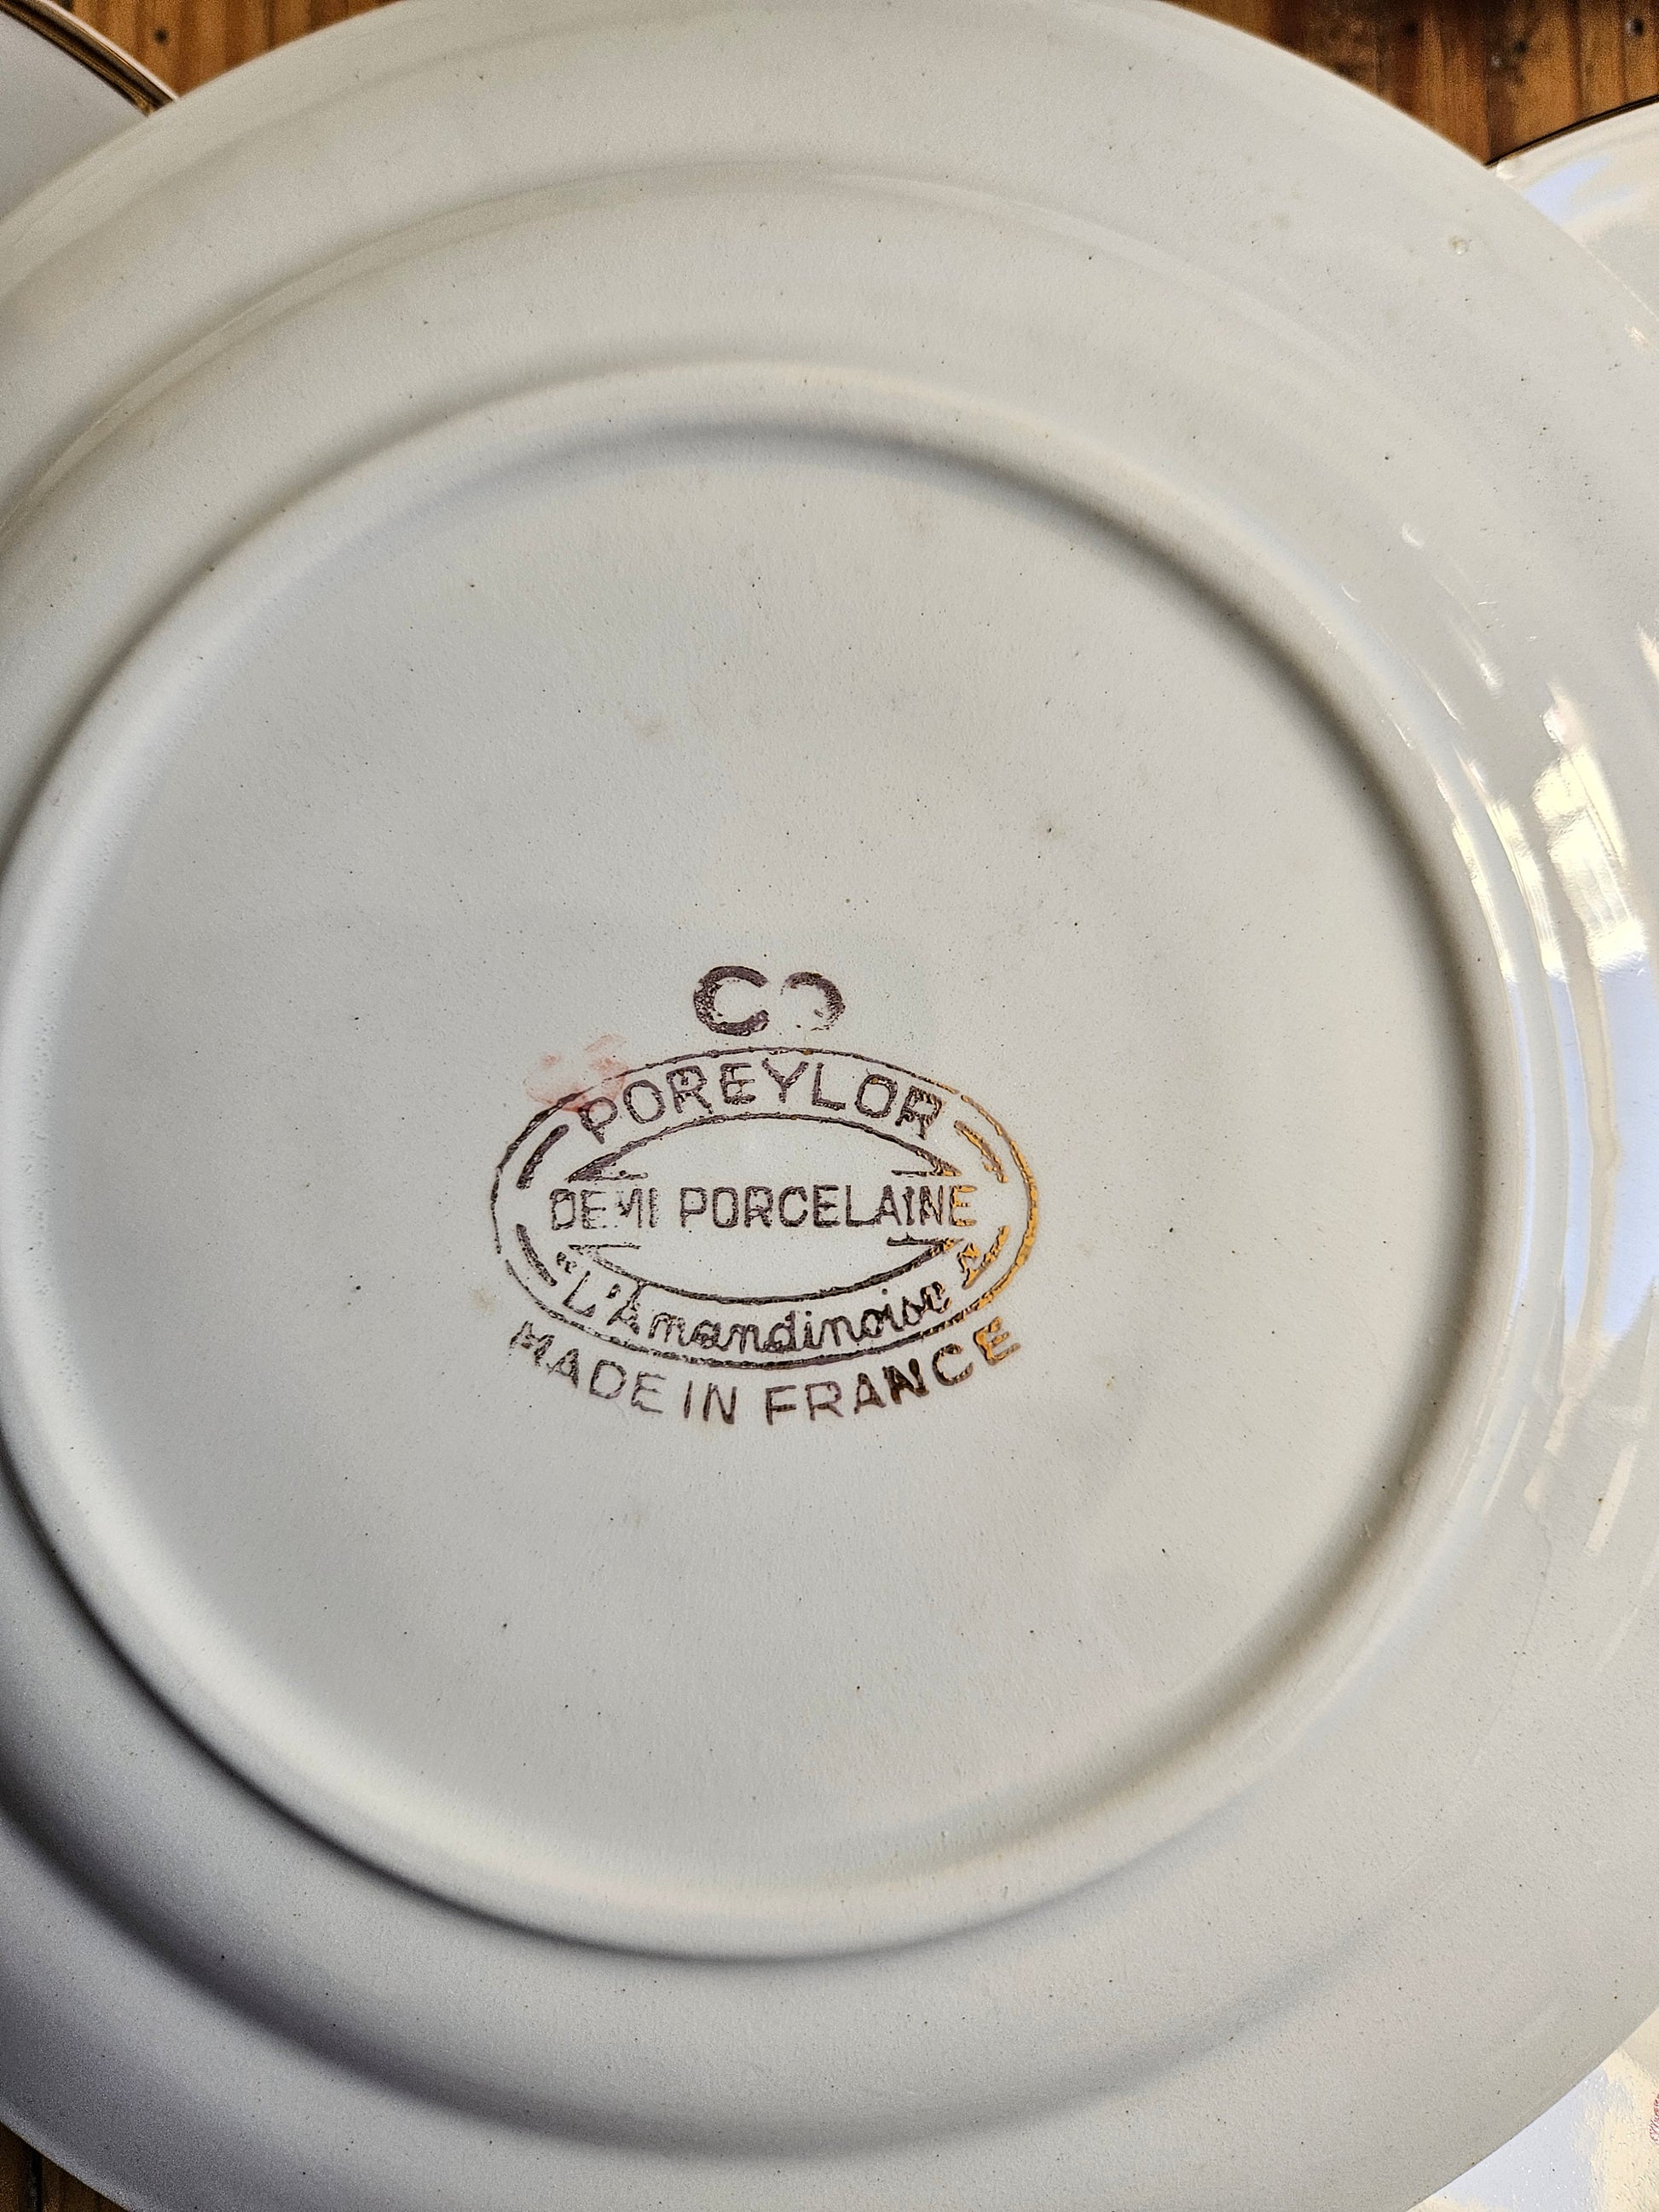 POREYLOR
DEMI PORCELAINE
"L'Amandinoise"
MADE IN FRANCE